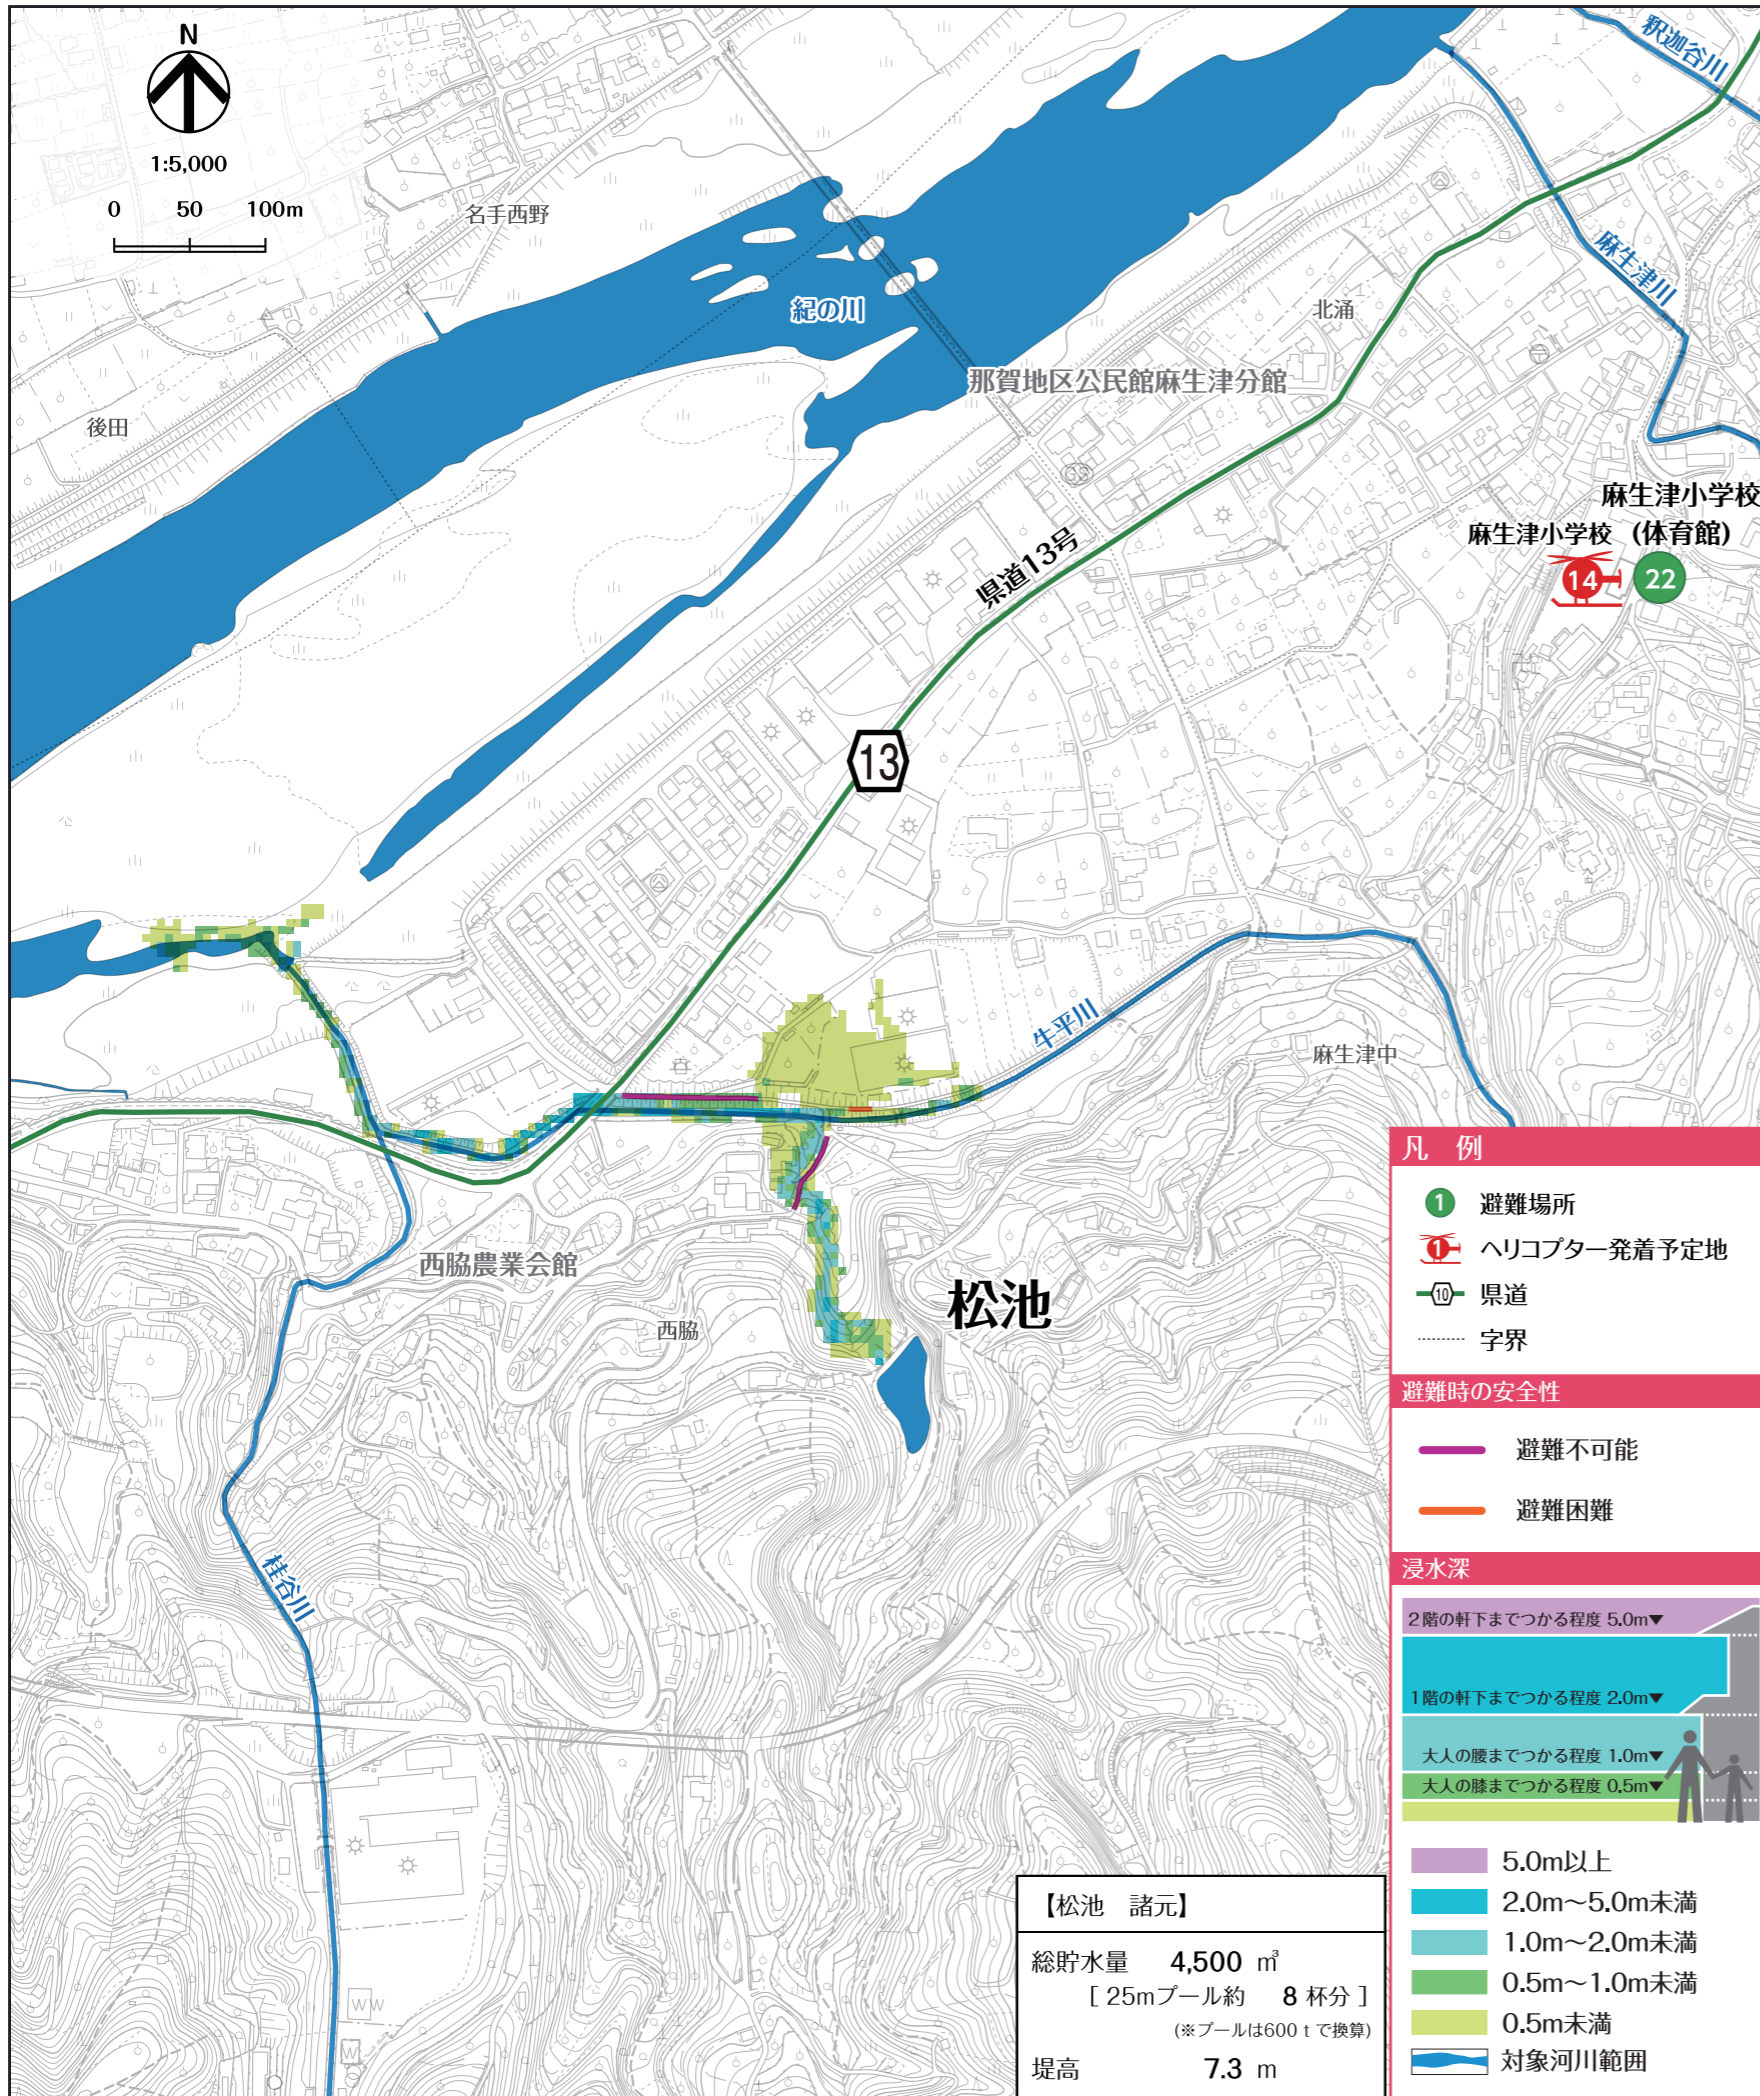 N
1:5,000
0 50 100m
名手西野
釈迦谷川
麻生津川
紀の川
北涌
那賀地区公民館麻生津分館
後田
GS
麻生津小学校
(体育館)
麻生津小学校
14
22
県道13号
13
牛平川
麻生津中
西脇農業会館
西脇
松池
桂谷川
WW
W
凡 例
1 避難場所
1 ヘリコプター発着予定地
10 県道
字界
避難時の安全性
避難不可能
避難困難
浸水深
2階の軒下までつかる程度 5.0m▼
1階の軒下までつかる程度 2.0m▼
大人の腰までつかる程度 1.0m▼
大人の膝までつかる程度 0.5m▼
5.0m以上
2.0m～5.0m未満
1.0m～2.0m未満
0.5m～1.0m未満
0.5m未満
対象河川範囲
【松池 諸元】
総貯水量 4,500 ㎥
[ 25mプール約 8 杯分 ]
(※プールは600ｔで換算)
堤高 7.3 m